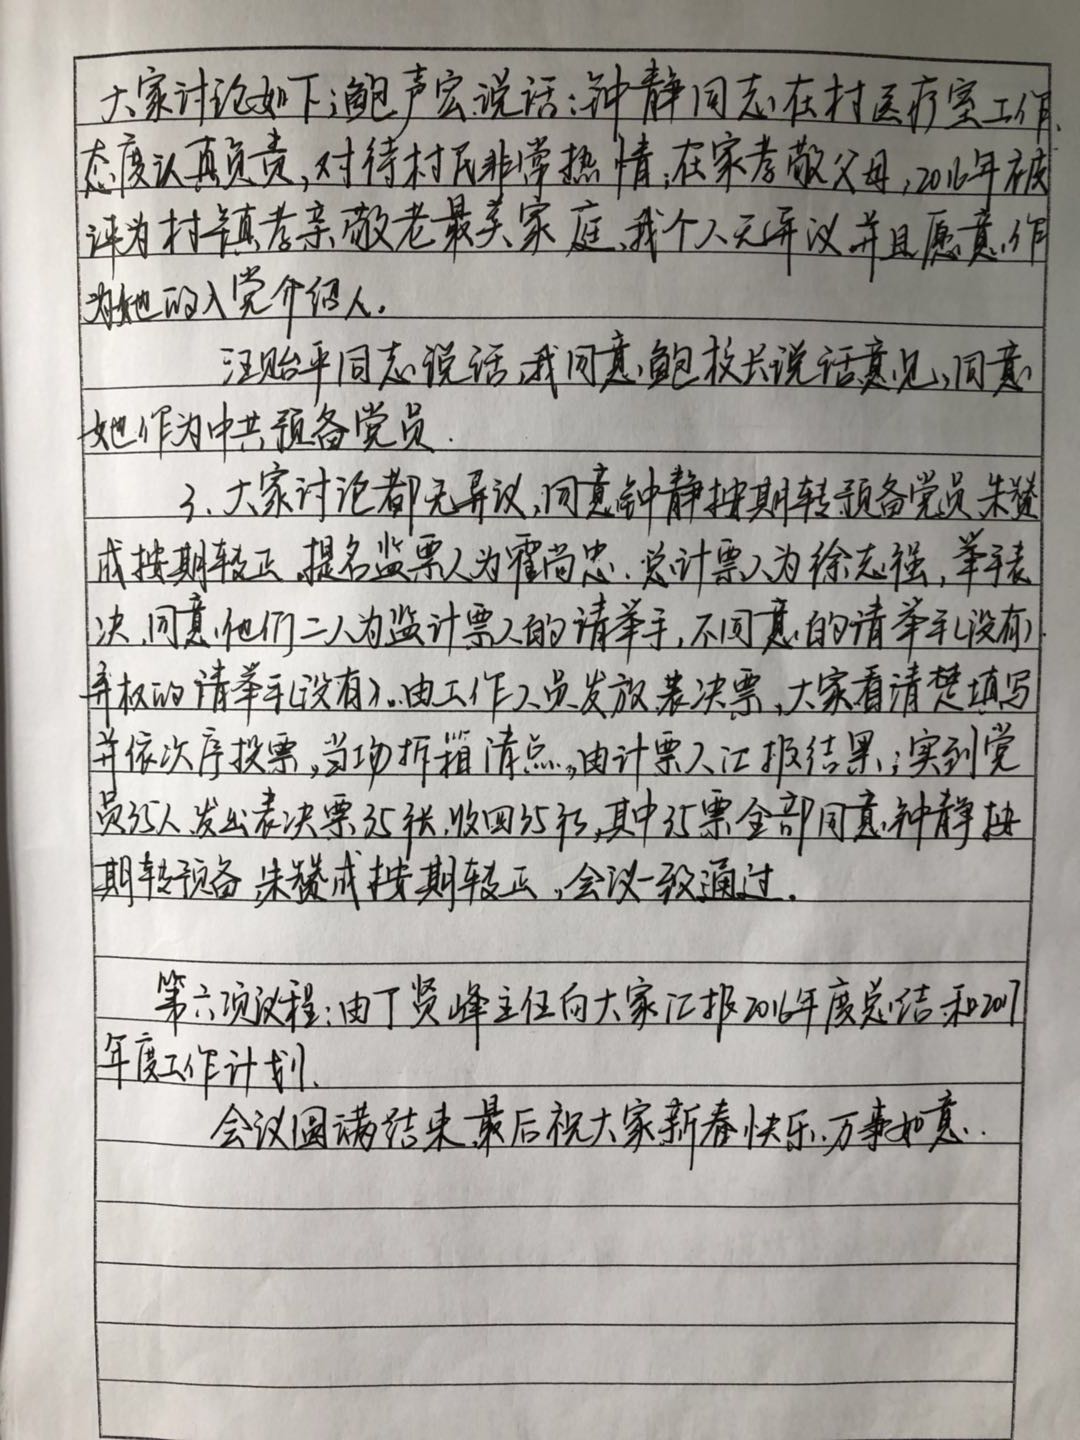 大家讨论如下:鲍声宏说话:钟静同志在村医疗室工作,
态度认真负责,对待村民非常热情;在家孝敬父母,2016年被
评为村镇孝亲敬老最美家庭、我个人无异议并且愿意作
为她的入党介绍人。
汪贻平同志说话,我同意鲍校长说话意见,同意
她作为中共预备党员.
3、大家讨论都无异议,同意钟静按期转预备党员朱赞
成按期转正,提名监票人为霍尚忠.总计票人为徐志强,举手表
决,同意他们二人为监计票人的请举手,不同意的请举手(没有)
弃权的请举手(没有)。由工作人员发放表决票,大家看清楚填写
并依次序投票,当场拆箱清点,由计票人汇报结果;实到党
员35人发出表决票35张.收回35张,其中35票全部同意钟静按
期转预备,朱赞成按期转正,会议一致通过.
第六项议程:由丁贤峰主任向大家汇报2016年度总结和2017
年度工作计划.
会议圆满结束最后祝大家新春快乐.万事如意.